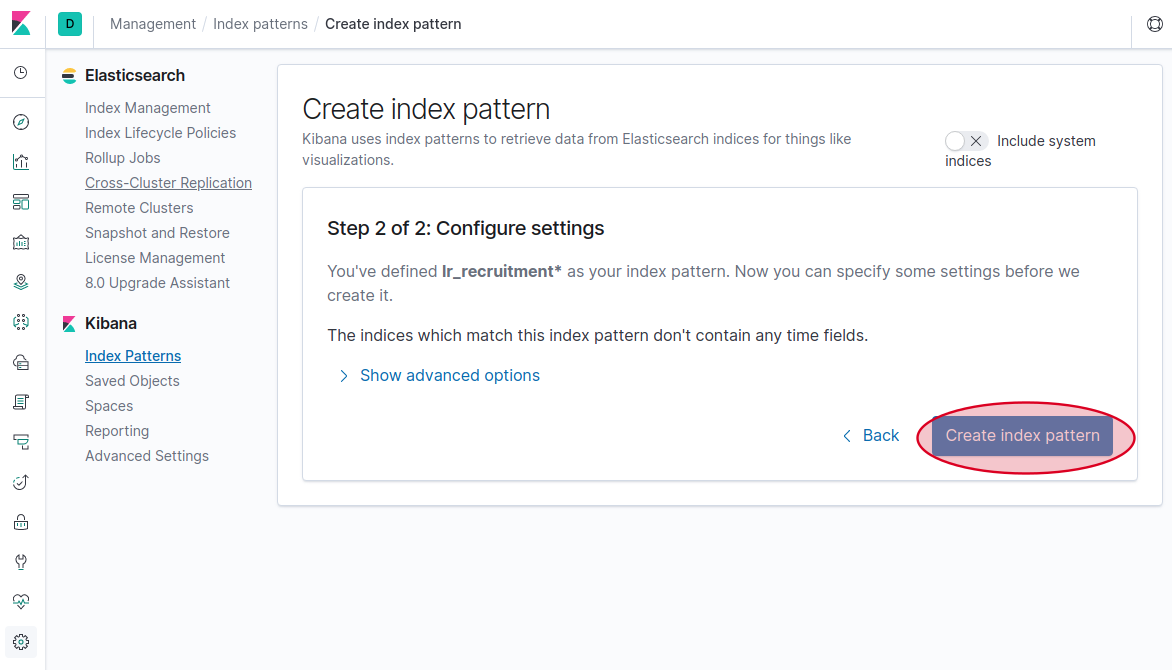 D Management / Index patterns / Create index pattern
Elasticsearch
Index Management
Index Lifecycle Policies
Rollup Jobs
Cross-Cluster Replication
Remote Clusters
Snapshot and Restore
License Management
8.0 Upgrade Assistant
Kibana
Index Patterns
Saved Objects
Spaces
Reporting
Advanced Settings
Create index pattern
Kibana uses index patterns to retrieve data from Elasticsearch indices for things like
visualizations.
Include system
indices
Step 2 of 2: Configure settings
You've defined lr_recruitment* as your index pattern. Now you can specify some settings before we
create it.
The indices which match this index pattern don't contain any time fields.
Show advanced options
Back
Create index pattern